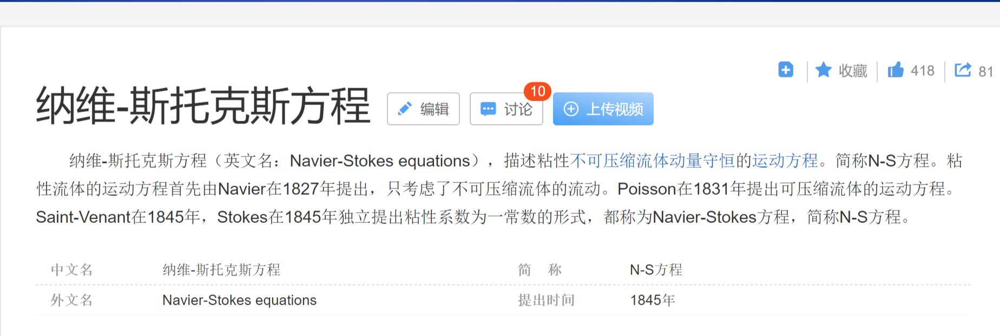 收藏 418 81
纳维-斯托克斯方程 编辑 讨论 10 上传视频
纳维-斯托克斯方程（英文名：Navier-Stokes equations），描述粘性不可压缩流体动量守恒的运动方程。简称N-S方程。粘
性流体的运动方程首先由Navier在1827年提出，只考虑了不可压缩流体的流动。Poisson在1831年提出可压缩流体的运动方程。
Saint-Venant在1845年，Stokes在1845年独立提出粘性系数为一常数的形式，都称为Navier-Stokes方程，简称N-S方程。
中文名 纳维-斯托克斯方程 简 称 N-S方程
外文名 Navier-Stokes equations 提出时间 1845年